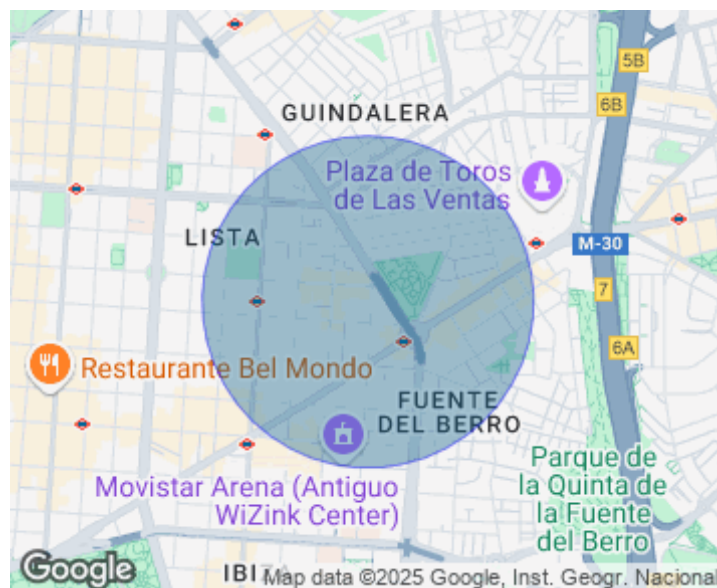 5B
6B
GUINDALERA
Plaza de Toros
de Las Ventas
LISTA
M-30
7
6A
Restaurante Bel Mondo
FUENTE
DEL BERRO
Movistar Arena (Antiguo
WiZink Center)
Parque de
la Quinta de
la Fuente
del Berro
IBIZA
Google
Map data ©2025 Google, Inst. Geogr. Nacional